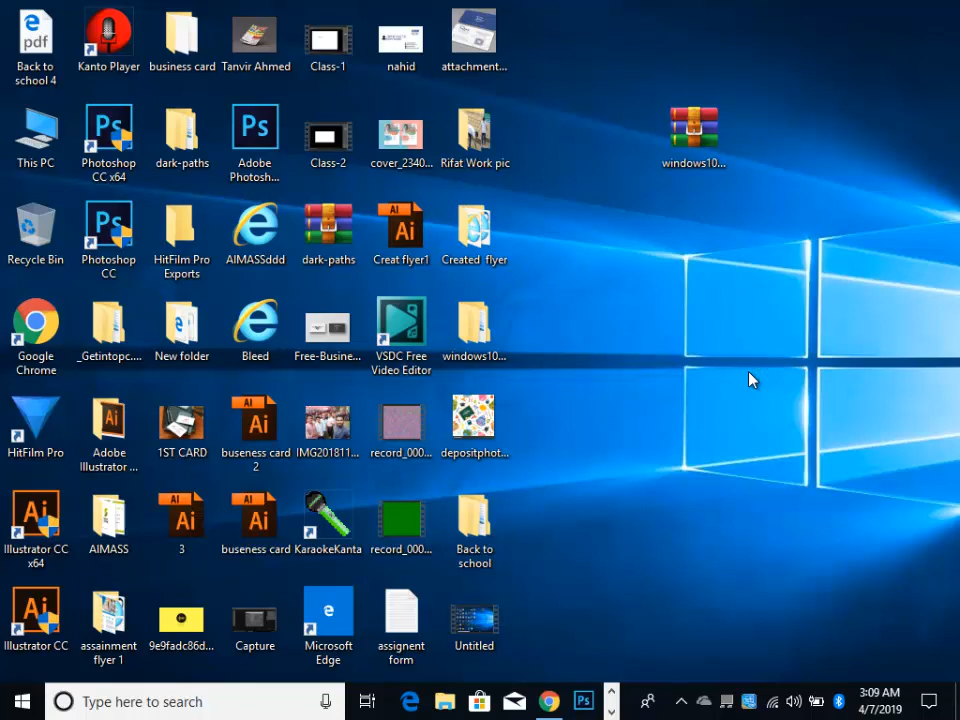 Back to
school 4
Kanto Player
business card
Tanvir Ahmed
Class-1
nahid
attachment...
This PC
Photoshop
CC x64
dark-paths
Adobe
Photosh...
Class-2
cover_2340...
Rifat Work pic
windows10...
Recycle Bin
Photoshop
CC
HitFilm Pro
Exports
AIMASSddd
dark-paths
Creat flyer1
Created flyer
Google
Chrome
_Getintopc....
New folder
Bleed
Free-Busine...
VSDC Free
Video Editor
windows10...
HitFilm Pro
Adobe
Illustrator ...
1ST CARD
buseness card
2
IMG201811...
record_000...
depositphot...
Illustrator CC
x64
AIMASS
3
buseness card
KaraokeKanta
record_000...
Back to
school
Illustrator CC
assainment
flyer 1
9e9fadc86d...
Capture
Microsoft
Edge
assignent
form
Untitled
Type here to search
3:09 AM
4/7/2019